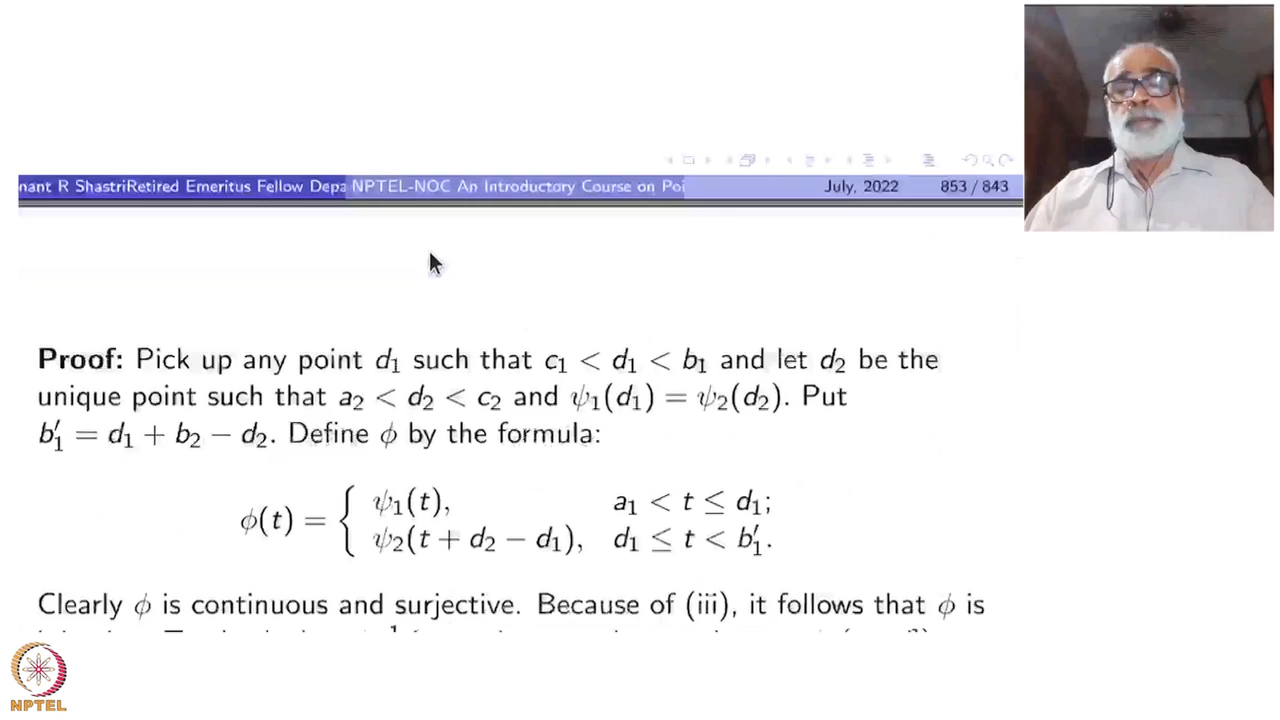 nant R ShastriRetired Emeritus Fellow Depa NPTEL-NOC An Introductory Course on Poi July, 2022 853 / 843
Proof: Pick up any point d₁ such that c₁ < d₁ < b₁ and let d₂ be the
unique point such that a₂ < d₂ < c₂ and ψ₁(d₁) = ψ₂(d₂). Put
b′₁ = d₁ + b₂ − d₂. Define ϕ by the formula:
ϕ(t) = { ψ₁(t), a₁ < t ≤ d₁;
ψ₂(t + d₂ − d₁), d₁ ≤ t < b′₁.
Clearly ϕ is continuous and surjective. Because of (iii), it follows that ϕ is
NPTEL